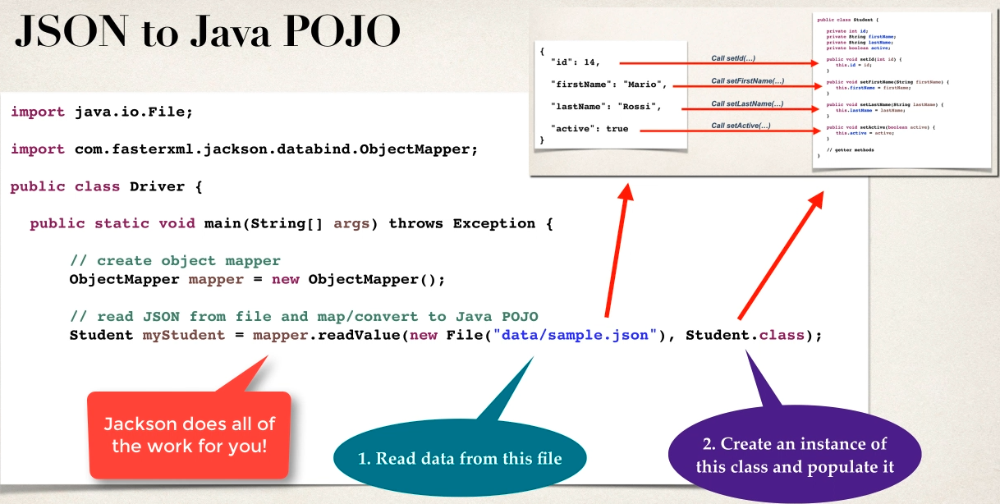 JSON to Java POJO
import java.io.File;
import com.fasterxml.jackson.databind.ObjectMapper;
public class Driver {
public static void main(String[] args) throws Exception {
// create object mapper
ObjectMapper mapper = new ObjectMapper();
// read JSON from file and map/convert to Java POJO
Student myStudent = mapper.readValue(new File("data/sample.json"), Student.class);
Jackson does all of
the work for you!
1. Read data from this file
2. Create an instance of
this class and populate it
{
"id": 14,
"firstName": "Mario",
"lastName": "Rossi",
"active": true
}
Call setId(...)
Call setFirstName(...)
Call setLastName(...)
Call setActive(...)
public class Student {
private int id;
private String firstName;
private String lastName;
private boolean active;
public void setId(int id) {
this.id = id;
}
public void setFirstName(String firstName) {
this.firstName = firstName;
}
public void setLastName(String lastName) {
this.lastName = lastName;
}
public void setActive(boolean active) {
this.active = active;
}
// getter methods
}